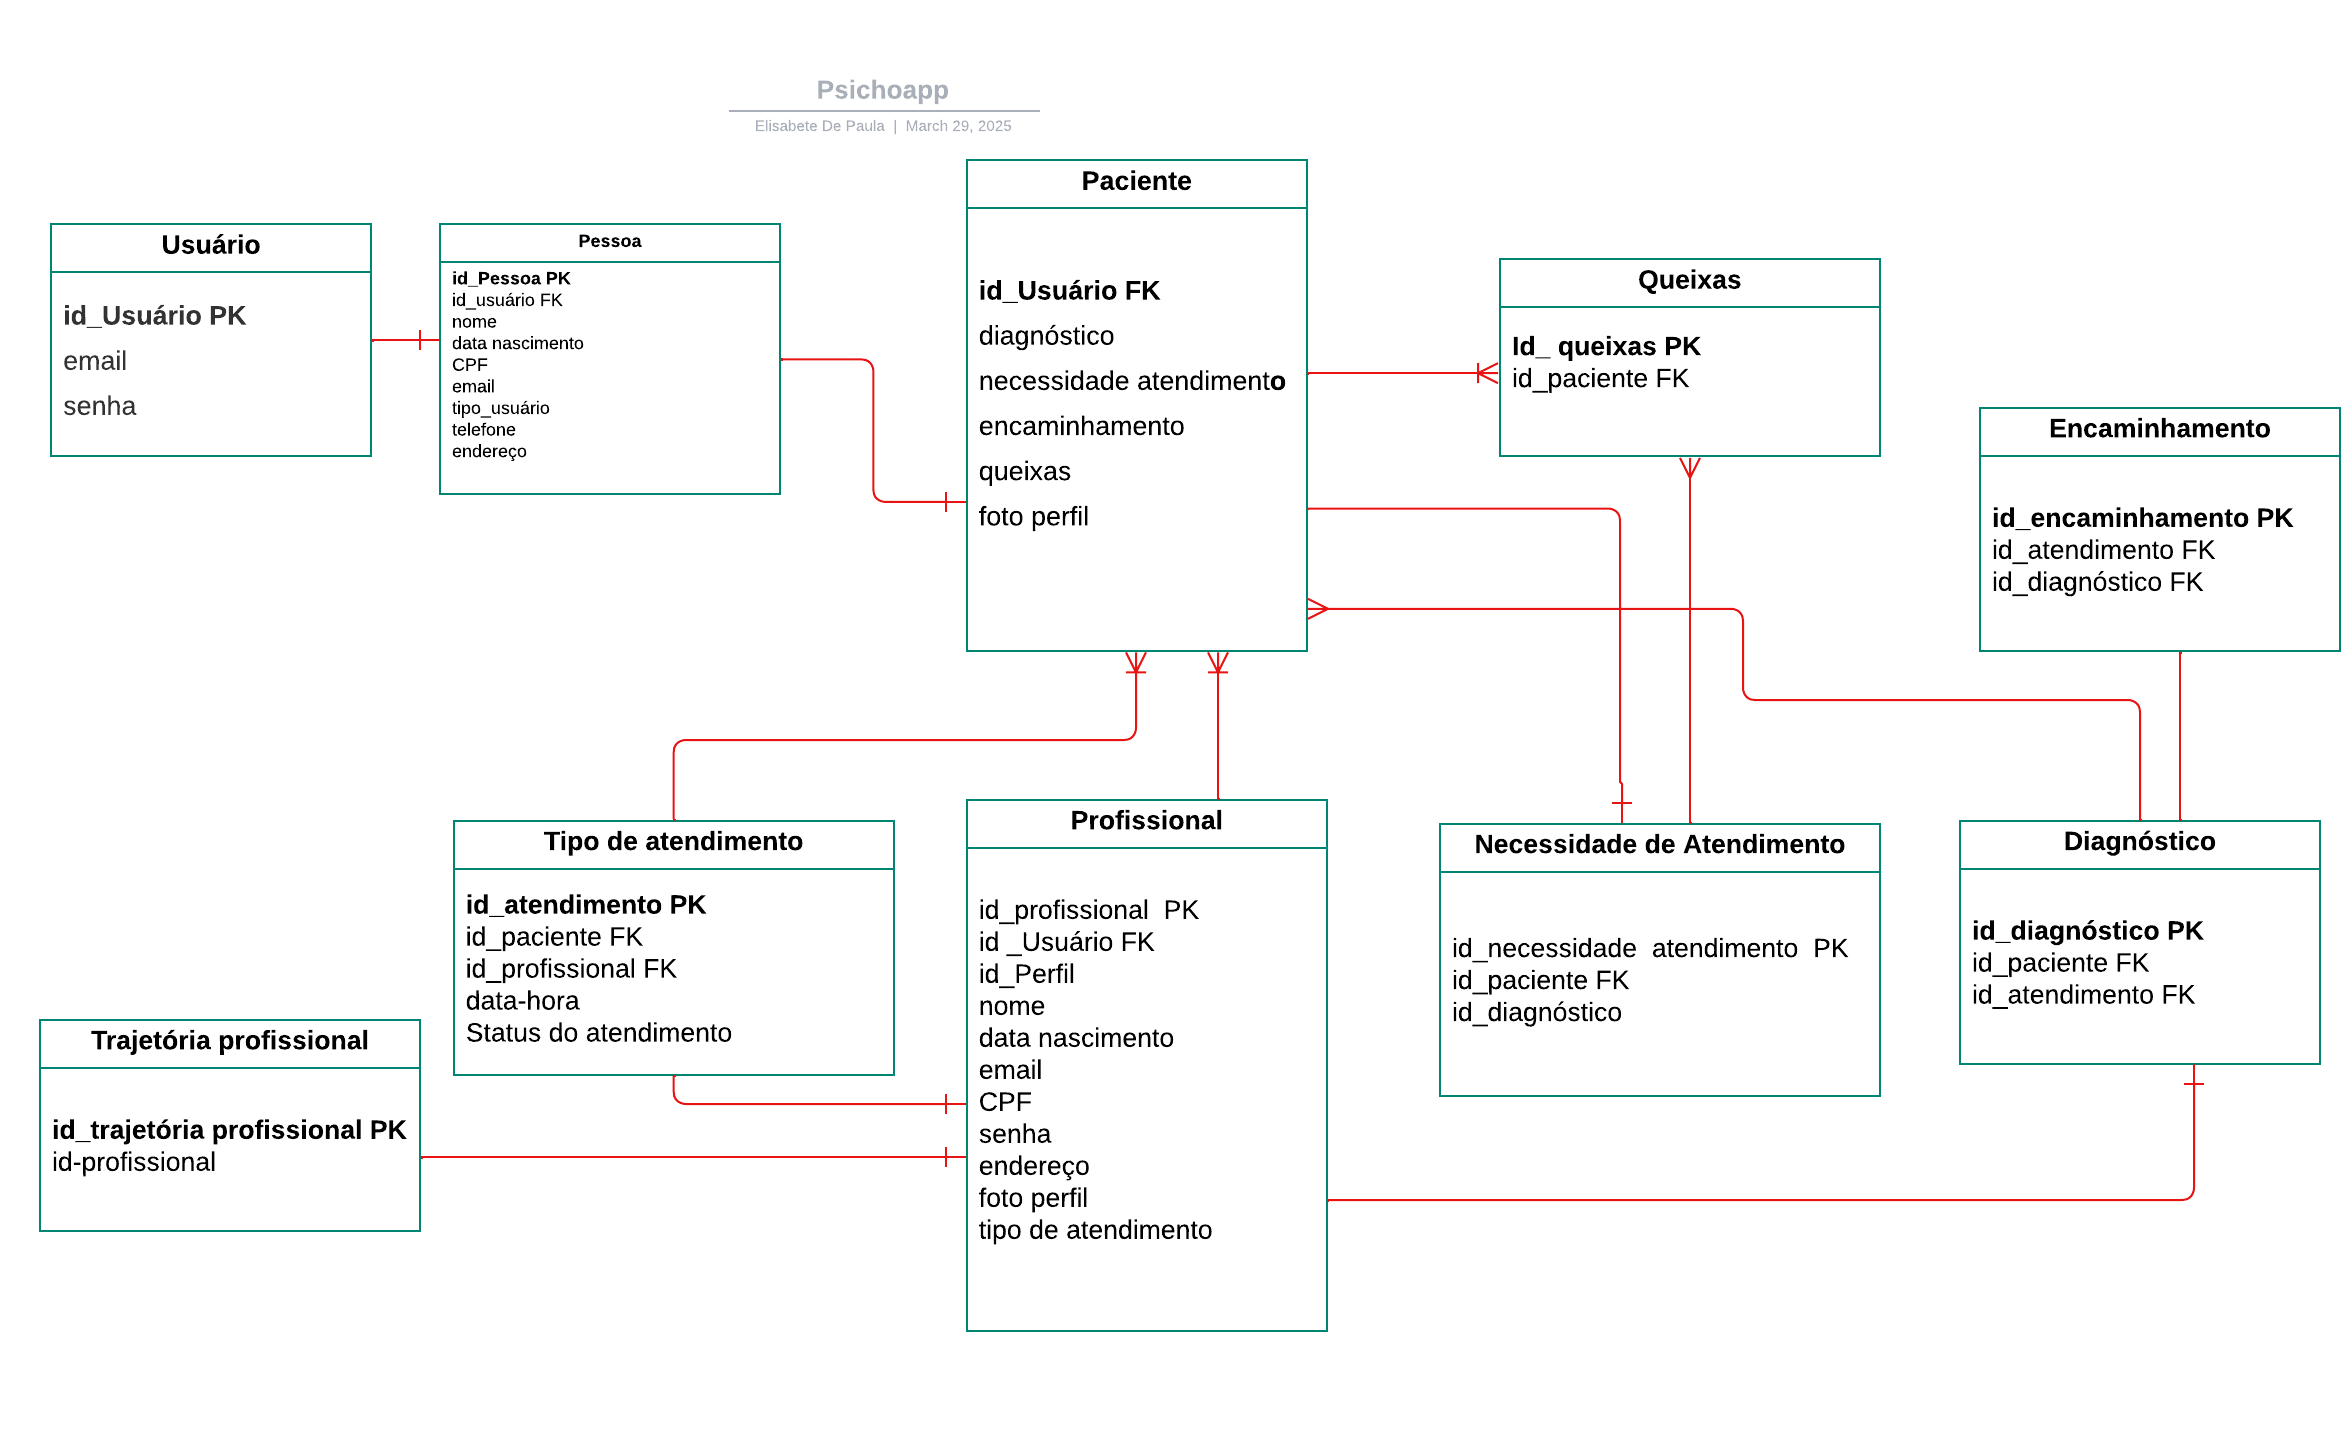 Psichoapp
Elisabete De Paula | March 29, 2025
Usuário
id_Usuário PK
email
senha
Pessoa
id_Pessoa PK
id_usuário FK
nome
data nascimento
CPF
email
tipo_usuário
telefone
endereço
Paciente
id_Usuário FK
diagnóstico
necessidade atendimento
encaminhamento
queixas
foto perfil
Queixas
Id_ queixas PK
id_paciente FK
Encaminhamento
id_encaminhamento PK
id_atendimento FK
id_diagnóstico FK
Tipo de atendimento
id_atendimento PK
id_paciente FK
id_profissional FK
data-hora
Status do atendimento
Profissional
id_profissional  PK
id _Usuário FK
id_Perfil
nome
data nascimento
email
CPF
senha
endereço
foto perfil
tipo de atendimento
Necessidade de Atendimento
id_necessidade  atendimento  PK
id_paciente FK
id_diagnóstico
Diagnóstico
id_diagnóstico PK
id_paciente FK
id_atendimento FK
Trajetória profissional
id_trajetória profissional PK
id-profissional